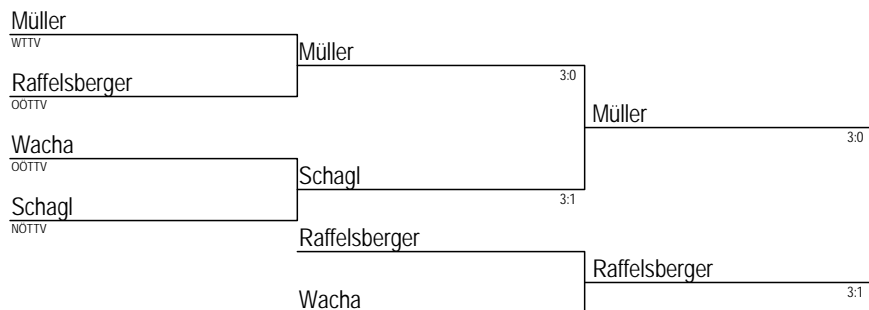 Müller
WTTV
Müller
3:0
Raffelsberger
OÖTTV
Müller
3:0
Wacha
OÖTTV
Schagl
3:1
Schagl
NÖTTV
Raffelsberger
Raffelsberger
3:1
Wacha